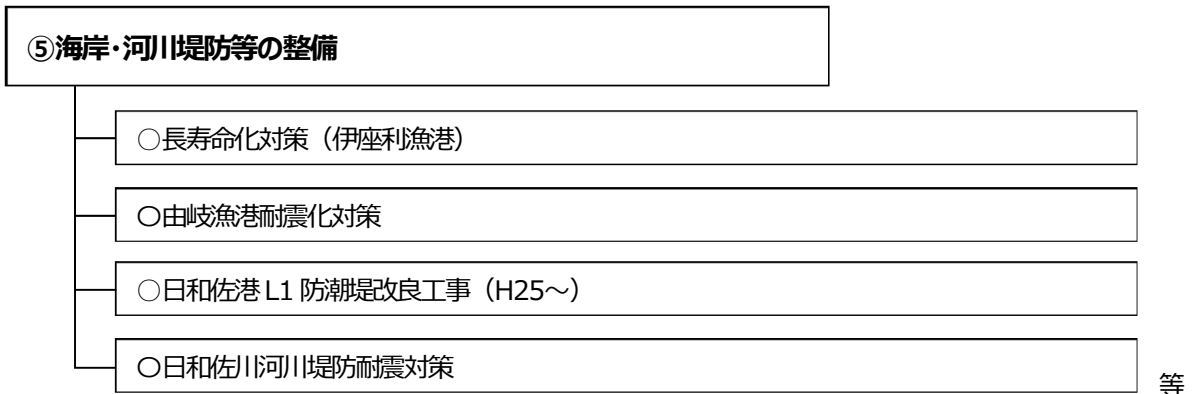 ⑤海岸・河川堤防等の整備
○長寿命化対策（伊座利漁港）
〇由岐漁港耐震化対策
○日和佐港 L1 防潮堤改良工事（H25～）
〇日和佐川河川堤防耐震対策
等